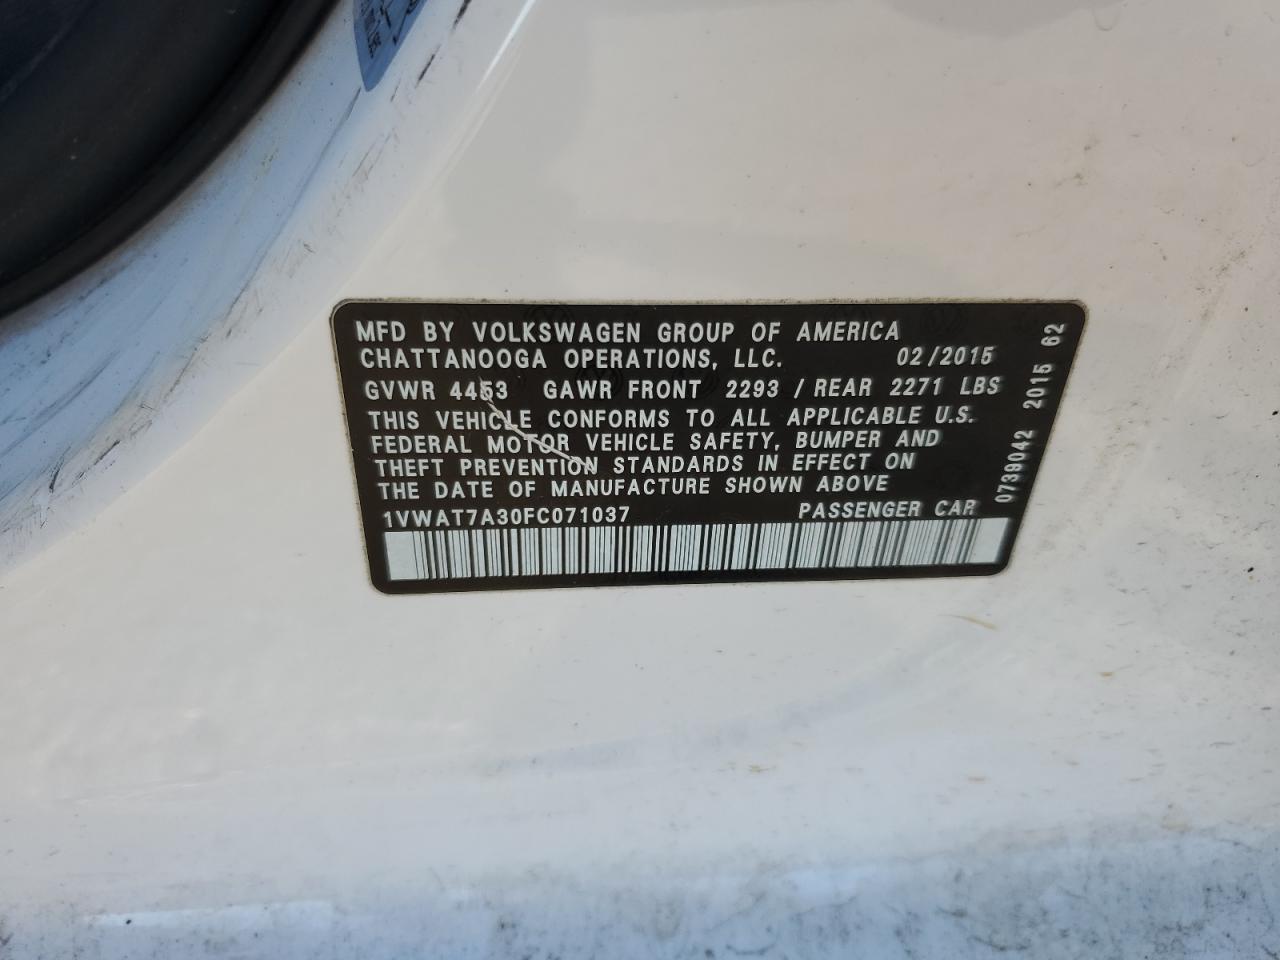 MFD BY VOLKSWAGEN GROUP OF AMERICA
CHATTANOOGA OPERATIONS, LLC. 02/2015
GVWR 4453 GAWR FRONT 2293 / REAR 2271 LBS
THIS VEHICLE CONFORMS TO ALL APPLICABLE U.S.
FEDERAL MOTOR VEHICLE SAFETY, BUMPER AND
THEFT PREVENTION STANDARDS IN EFFECT ON
THE DATE OF MANUFACTURE SHOWN ABOVE
1VWAT7A30FC071037 PASSENGER CAR
0739042 2015 62